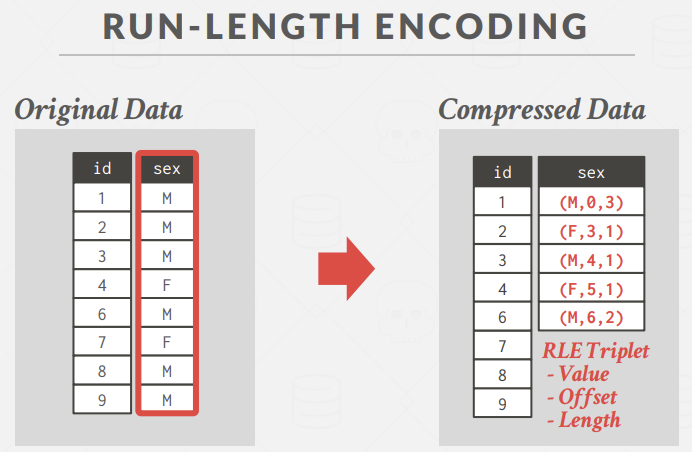 RUN-LENGTH ENCODING
Original Data
id sex
1 M
2 M
3 M
4 F
6 M
7 F
8 M
9 M
Compressed Data
id sex
1 (M,0,3)
2 (F,3,1)
3 (M,4,1)
4 (F,5,1)
6 (M,6,2)
7
8
9
RLE Triplet
- Value
- Offset
- Length